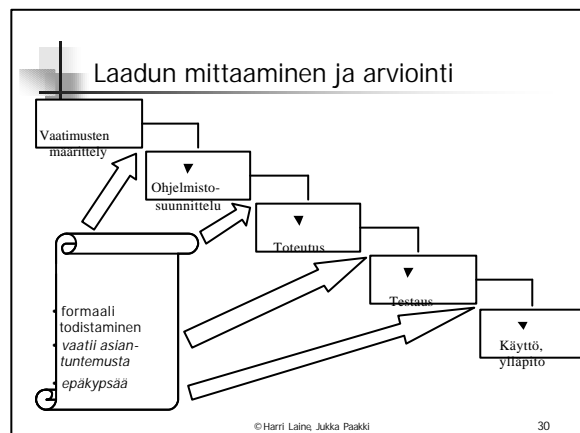 Laadun mittaaminen ja arviointi
Vaatimusten
määrittely
Ohjelmisto-
suunnittelu
Toteutus
Testaus
Käyttö,
ylläpito
formaali
todistaminen
vaatii asian-
tuntemusta
epäkypsää
© Harri Laine, Jukka Paakki
30